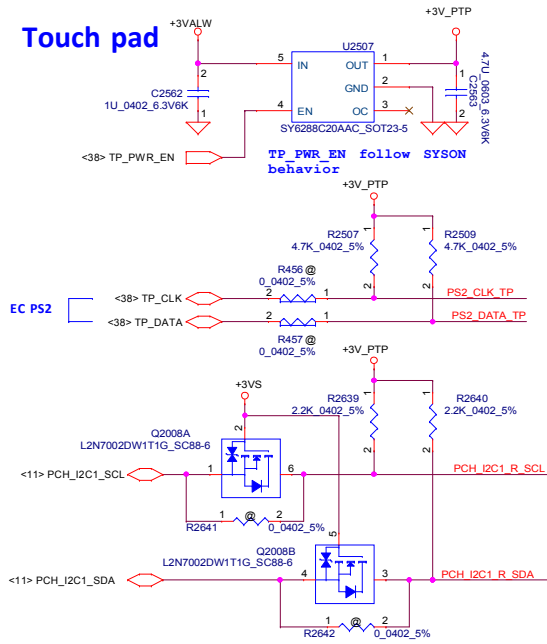 Touch pad
+3VALW
+3V_PTP
U2507
5
IN
OUT
1
2
GND
2
C2562
1U_0402_6.3V6K
1
4
EN
OC
3
SY6288C20AAC_SOT23-5
1
C2563
4.7U_0603_6.3V6K
2
<38> TP_PWR_EN
TP_PWR_EN follow SYSON
behavior
+3V_PTP
1
1
R2507
4.7K_0402_5%
R2509
4.7K_0402_5%
R456 @
0_0402_5%
2
2
EC PS2
<38> TP_CLK
2
1
PS2_CLK_TP
<38> TP_DATA
2
1
PS2_DATA_TP
R457 @
0_0402_5%
+3V_PTP
+3VS
1
1
R2639
2.2K_0402_5%
R2640
2.2K_0402_5%
Q2008A
L2N7002DW1T1G_SC88-6
2
2
2
<11> PCH_I2C1_SCL
1
6
PCH_I2C1_R_SCL
1
@
2
R2641
0_0402_5%
5
Q2008B
L2N7002DW1T1G_SC88-6
<11> PCH_I2C1_SDA
4
3
PCH_I2C1_R_SDA
1
@
2
R2642
0_0402_5%